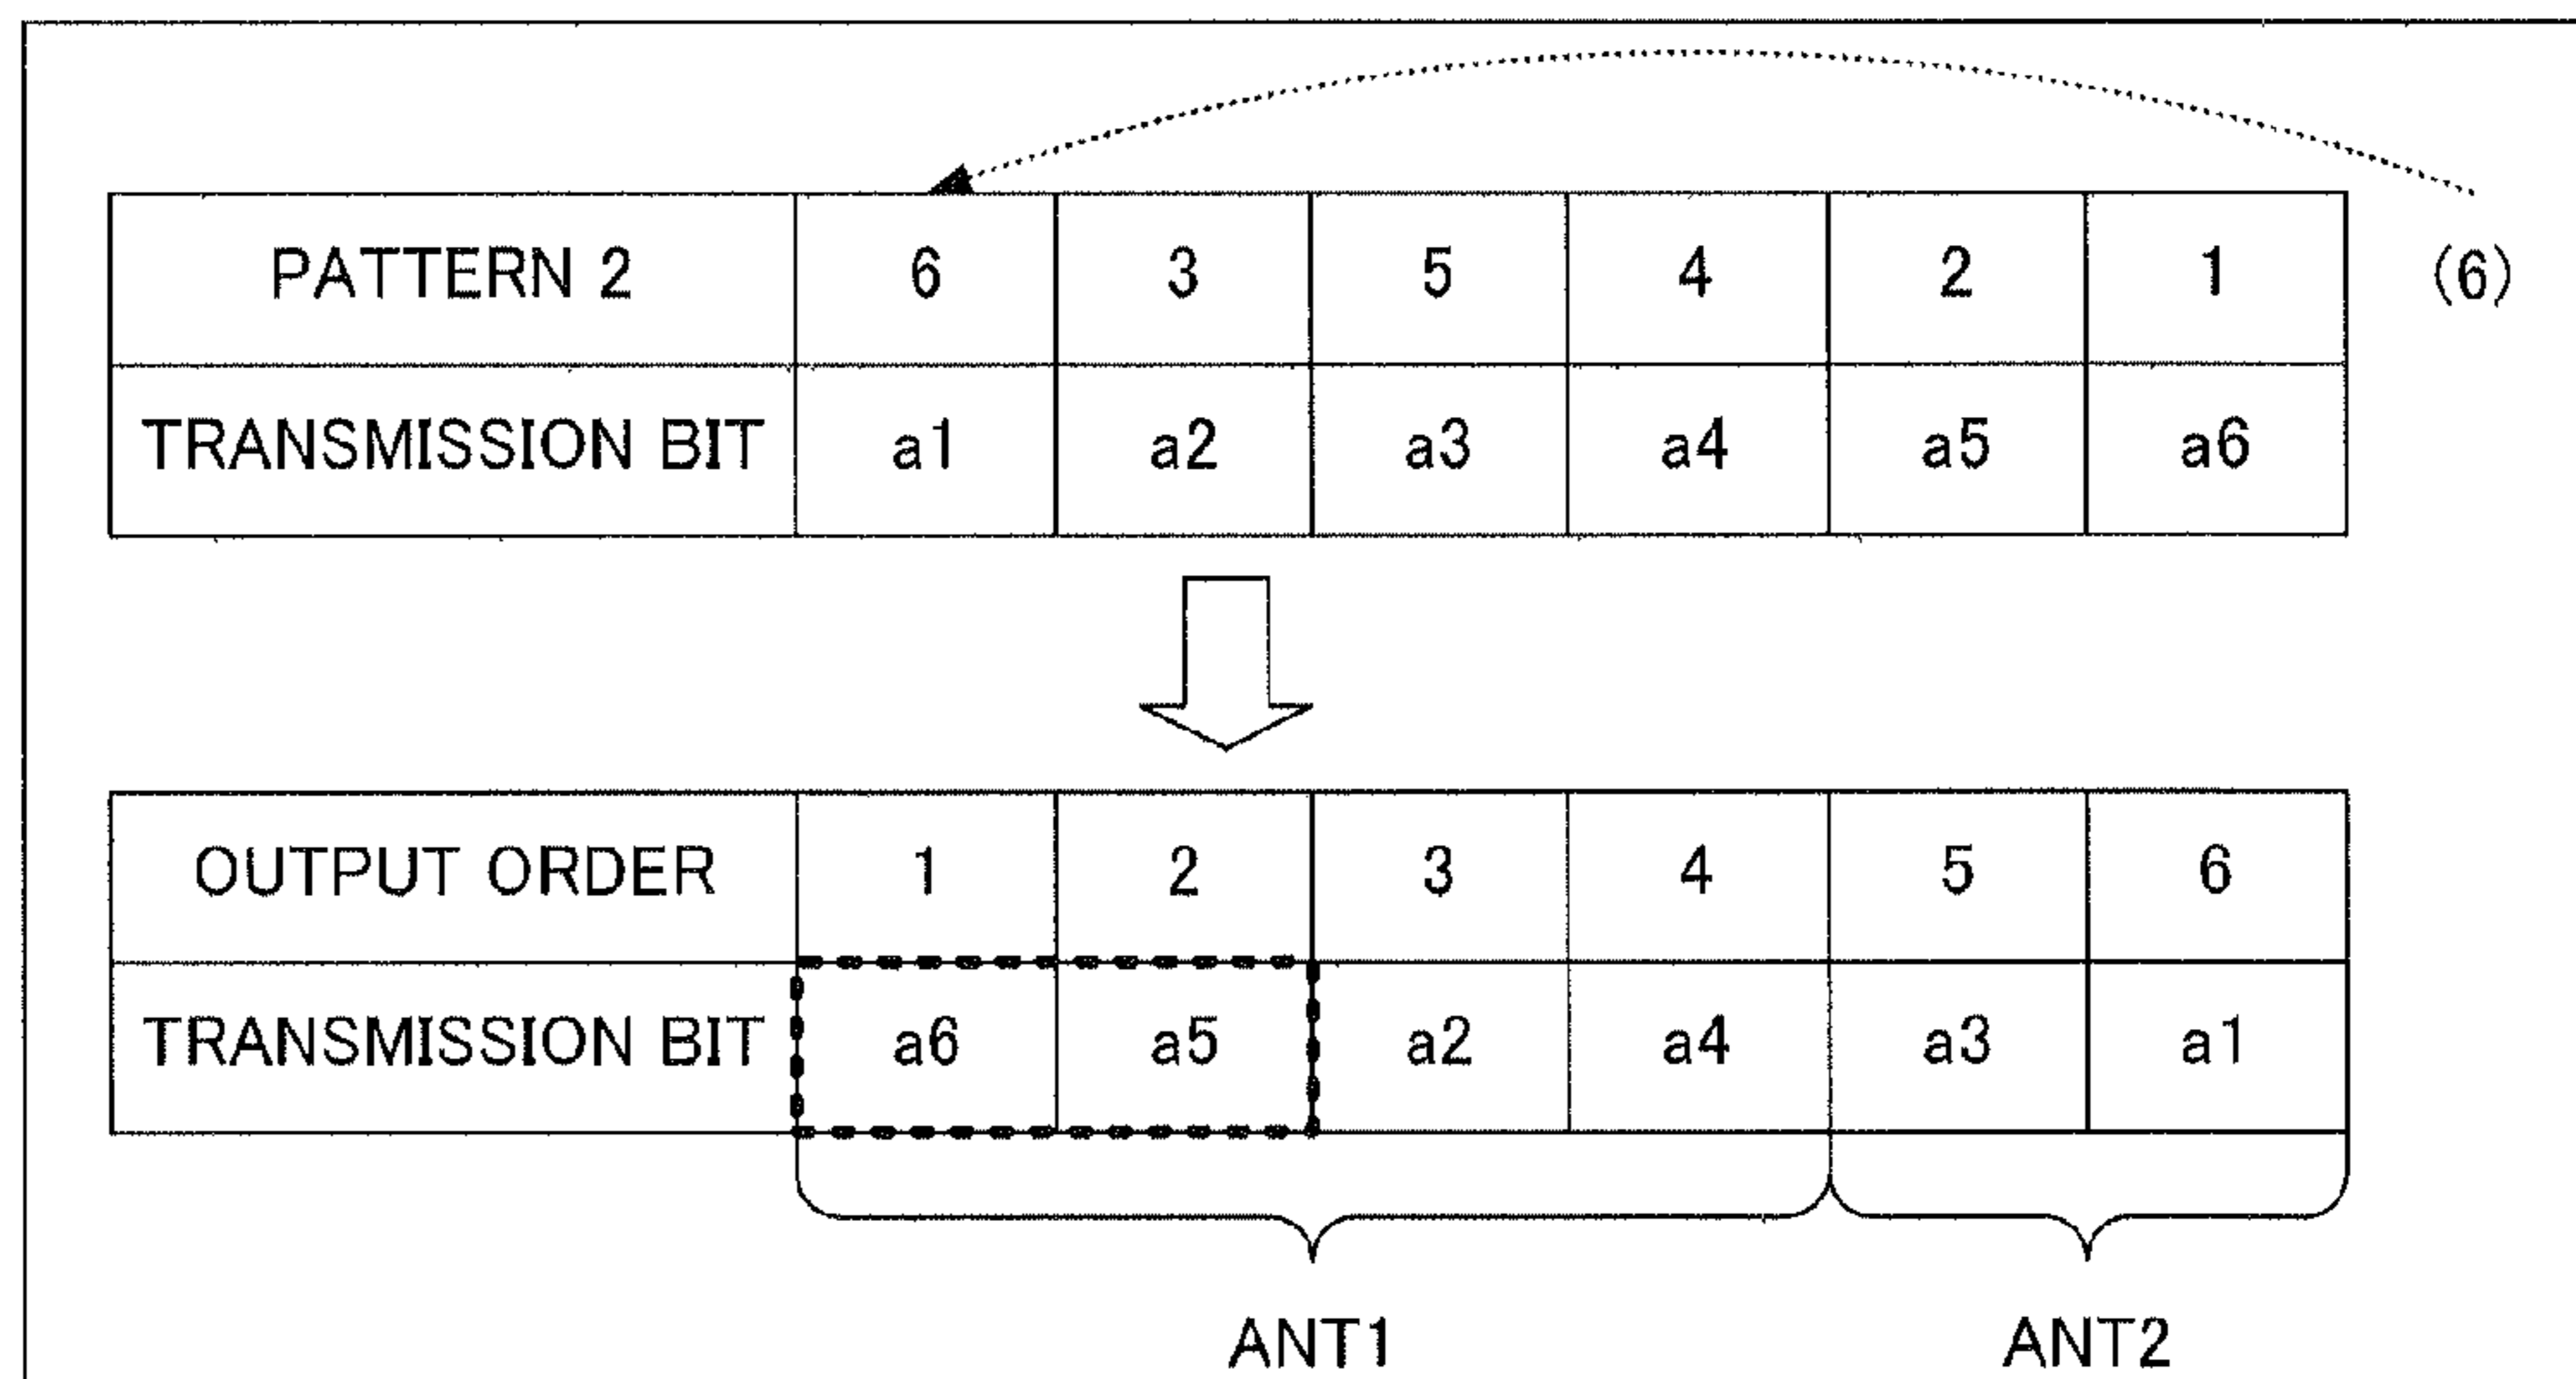 PATTERN 2 6 3 5 4 2 1 (6)
TRANSMISSION BIT a1 a2 a3 a4 a5 a6
OUTPUT ORDER 1 2 3 4 5 6
TRANSMISSION BIT a6 a5 a2 a4 a3 a1
ANT1 ANT2